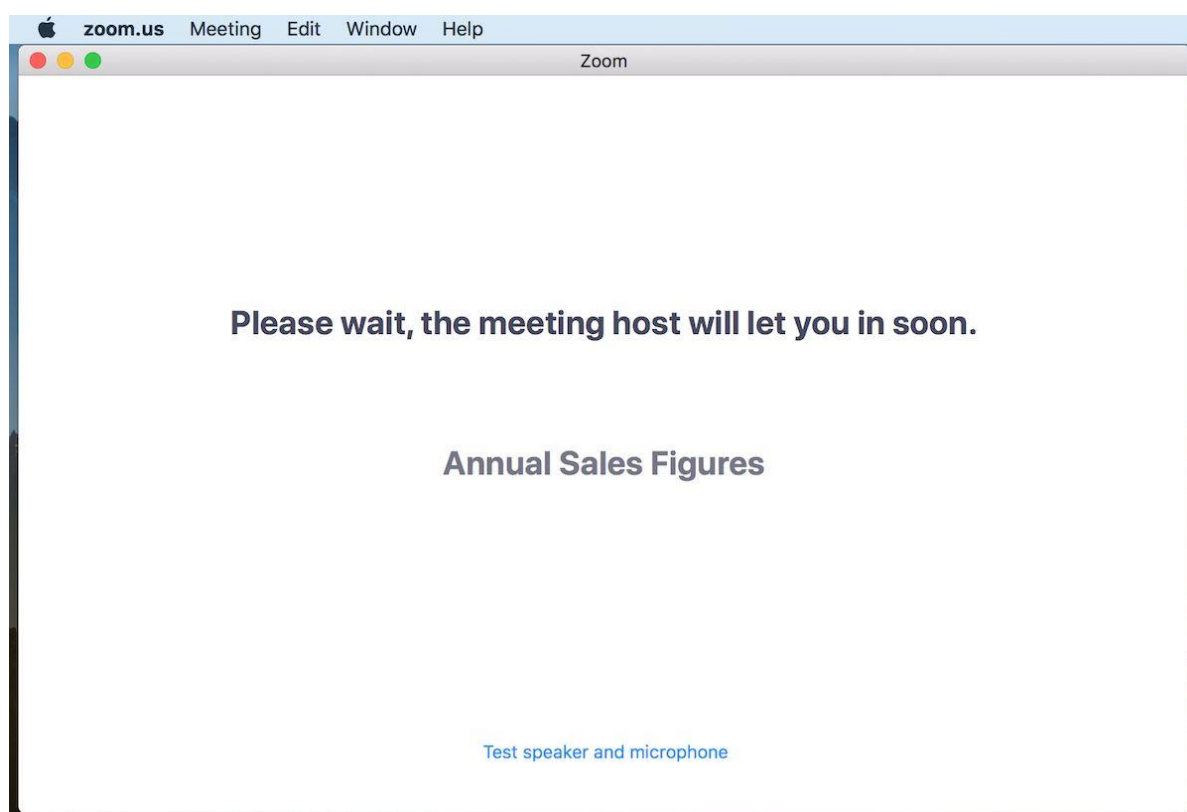 zoom.us Meeting Edit Window Help
Zoom
Please wait, the meeting host will let you in soon.
Annual Sales Figures
Test speaker and microphone